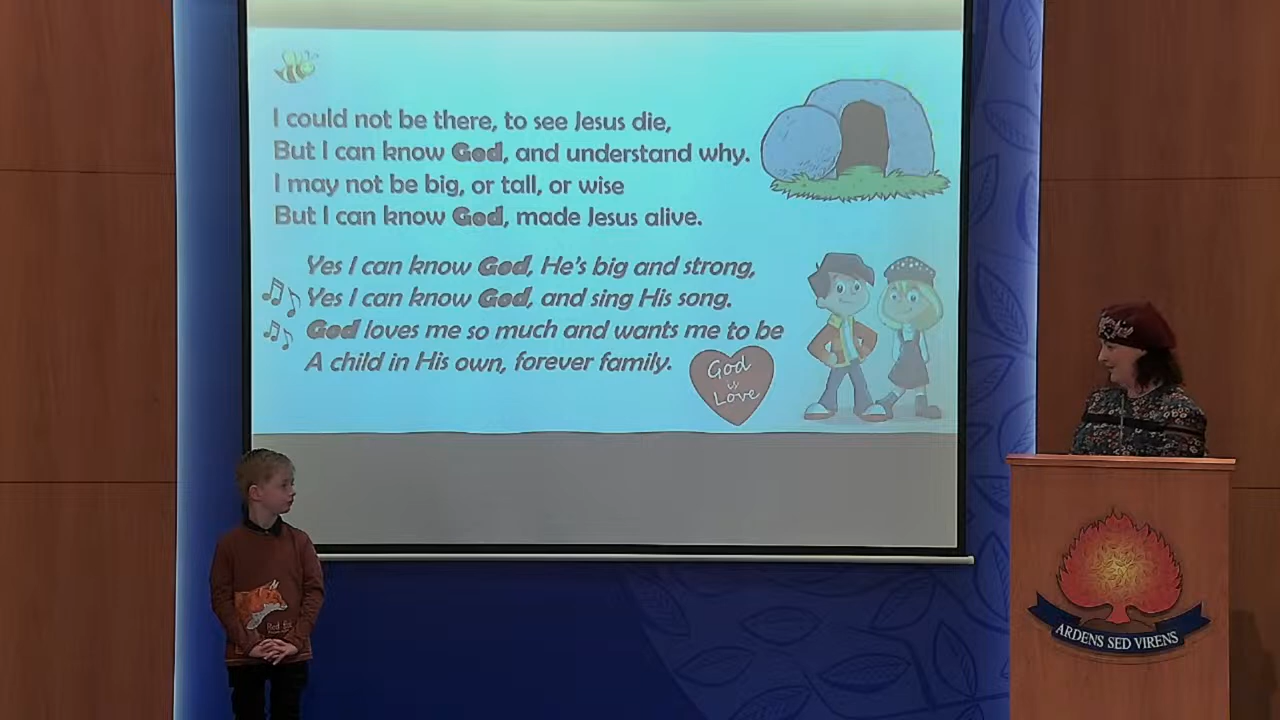 I could not be there, to see Jesus die,
But I can know God, and understand why.
I may not be big, or tall, or wise
But I can know God, made Jesus alive.
Yes I can know God, He's big and strong,
Yes I can know God, and sing His song.
God loves me so much and wants me to be
A child in His own, forever family.
God
is
Love
Red Fox
ARDENS SED VIRENS